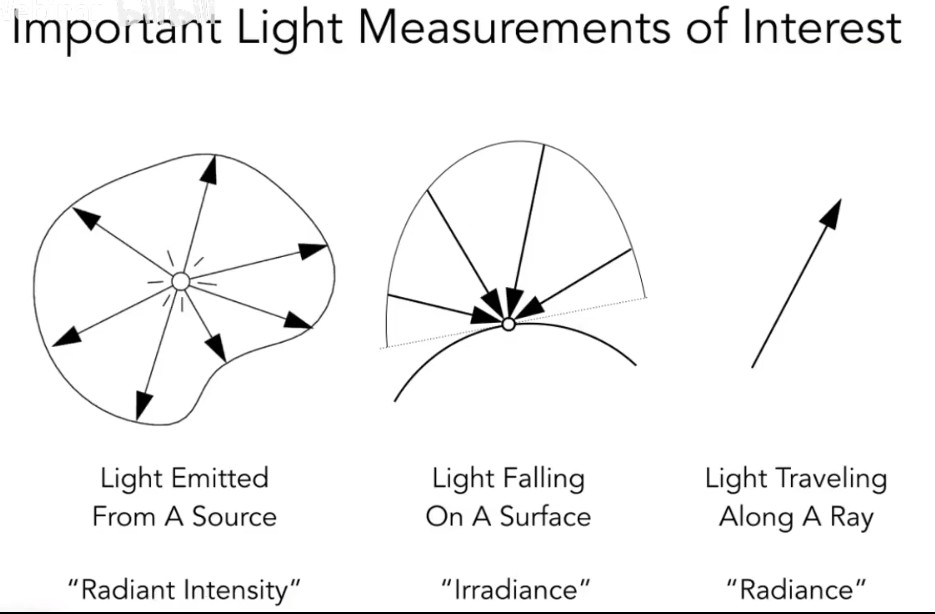 Important Light Measurements of Interest
Light Emitted
From A Source
Light Falling
On A Surface
Light Traveling
Along A Ray
“Radiant Intensity”
“Irradiance”
“Radiance”